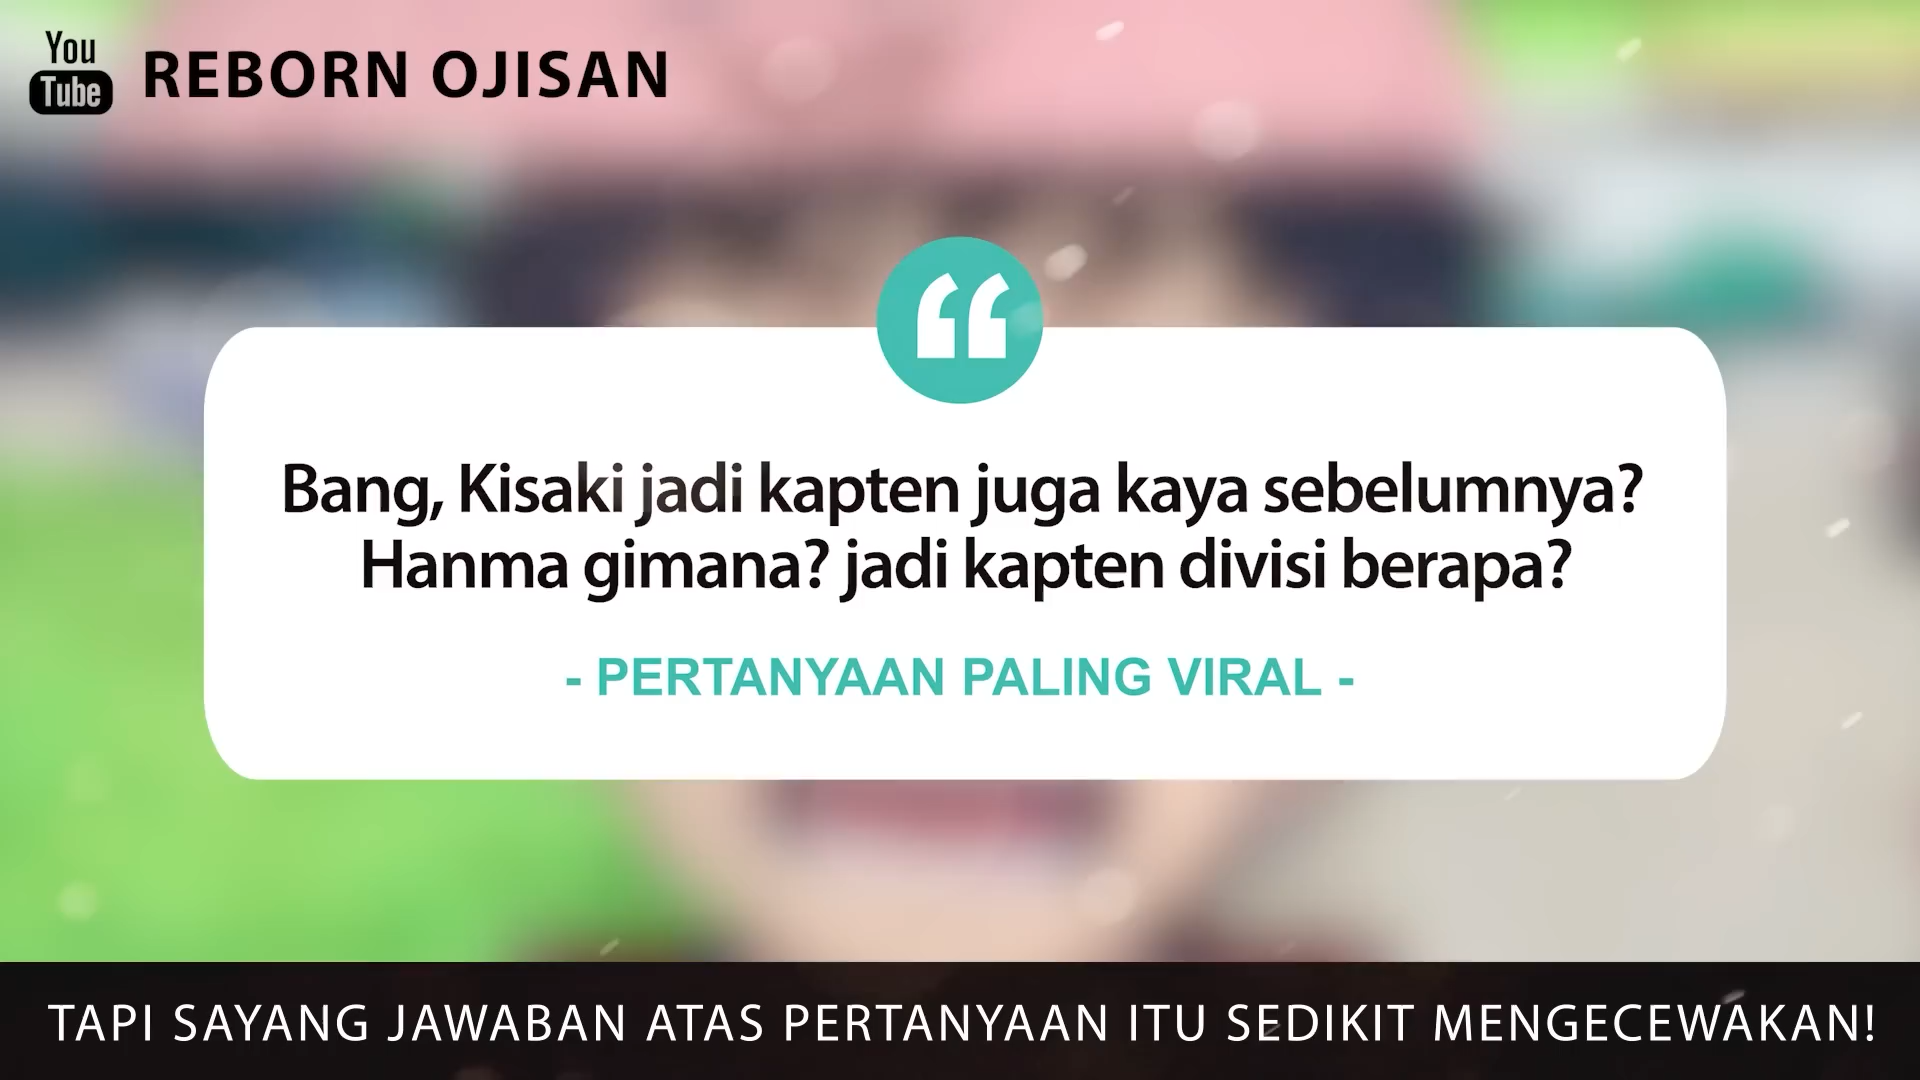 You
Tube
REBORN OJISAN
Bang, Kisaki jadi kapten juga kaya sebelumnya?
Hanma gimana? jadi kapten divisi berapa?
- PERTANYAAN PALING VIRAL -
TAPI SAYANG JAWABAN ATAS PERTANYAAN ITU SEDIKIT MENGECEWAKAN!